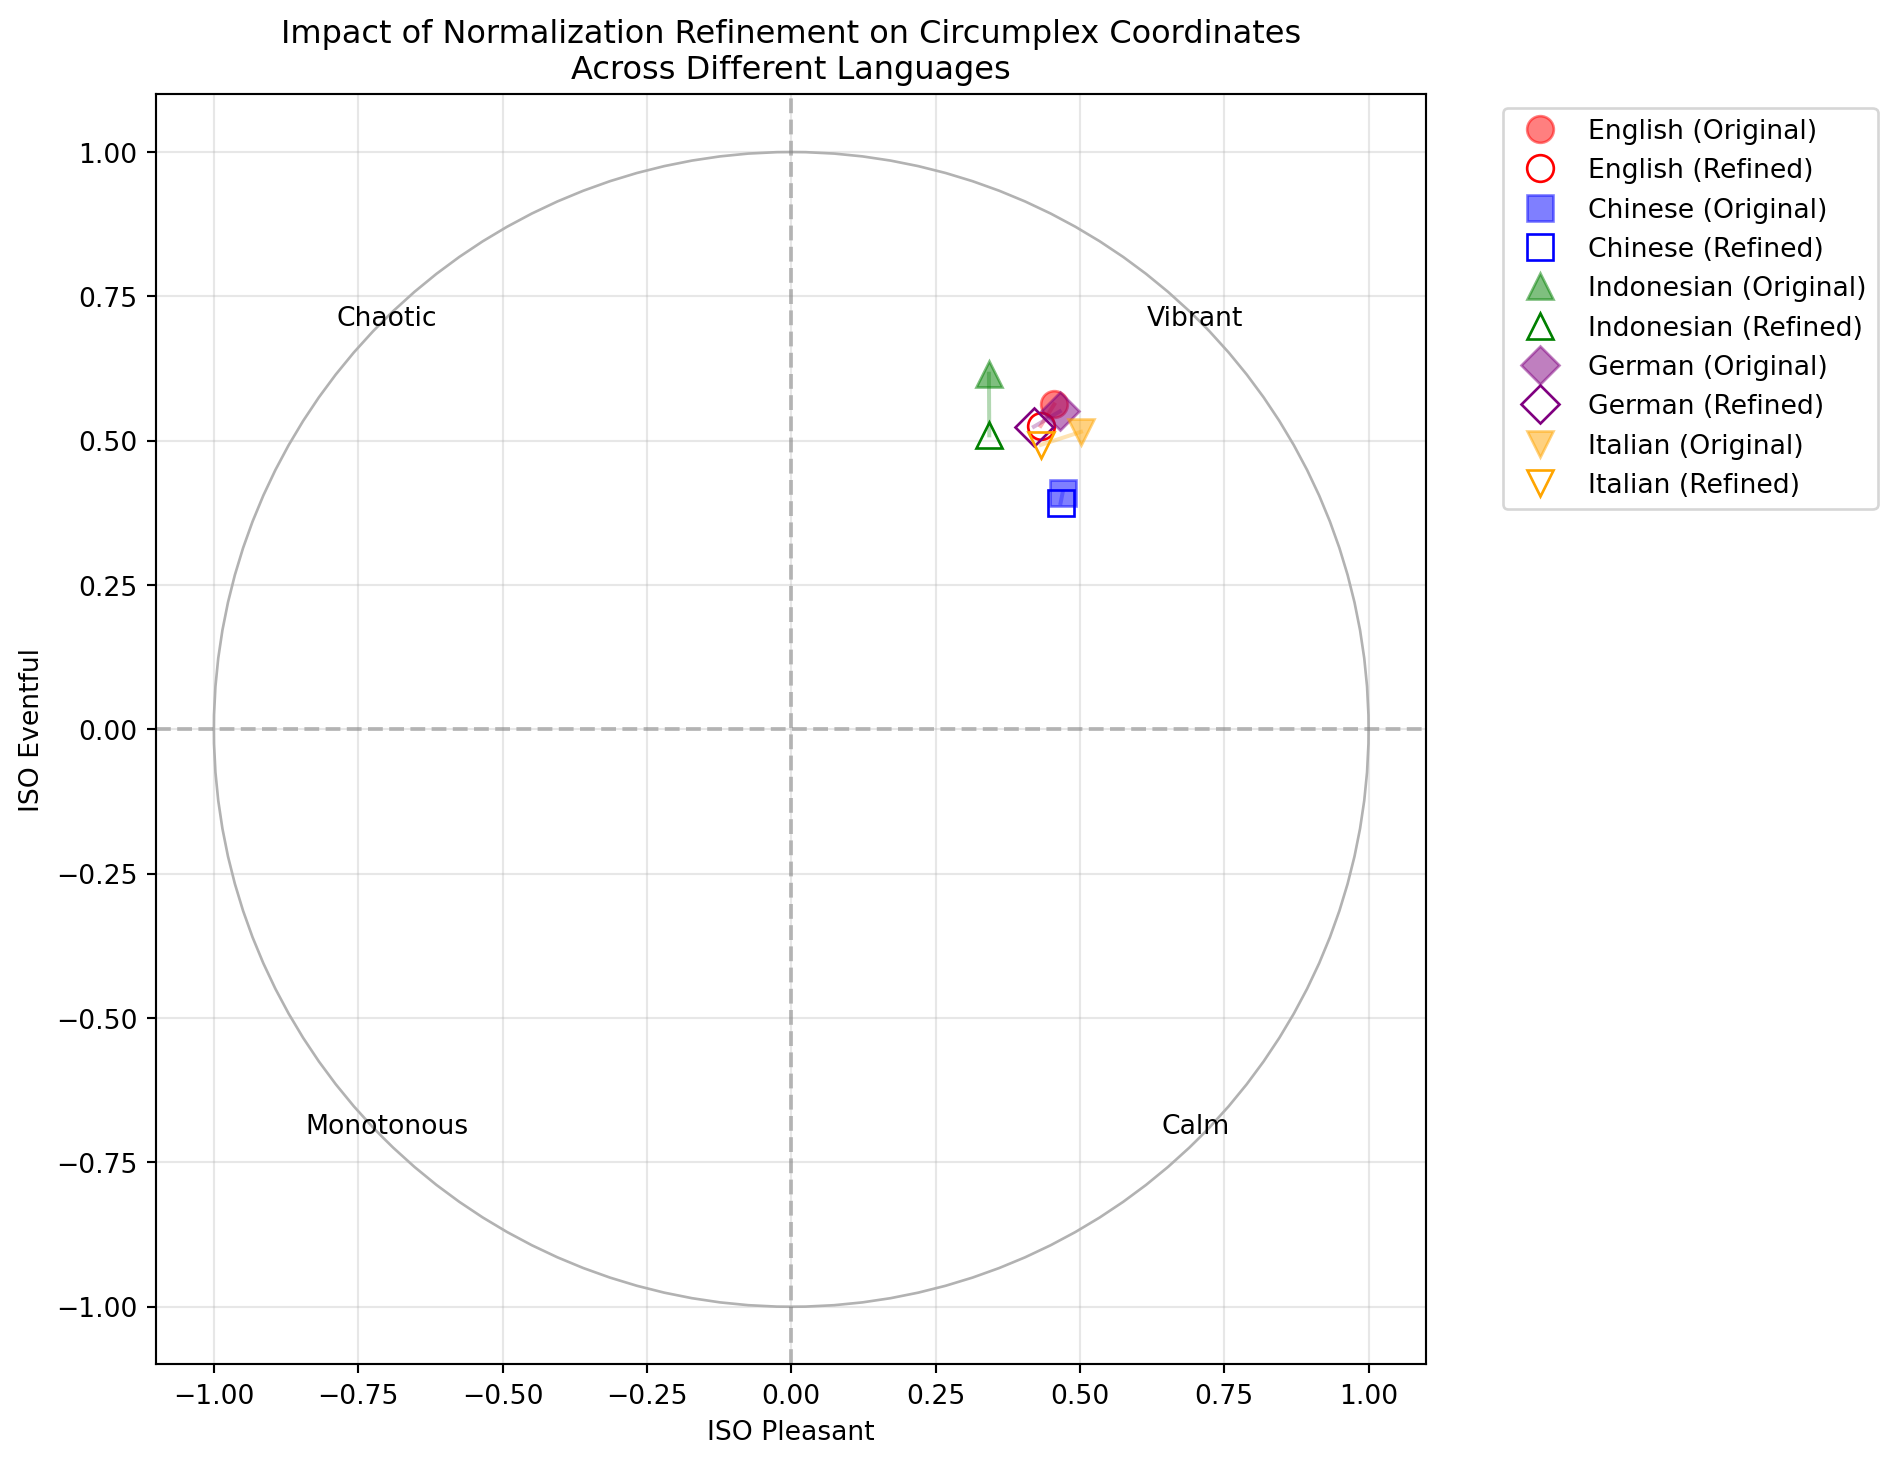 Impact of Normalization Refinement on Circumplex Coordinates
Across Different Languages
English (Original)
English (Refined)
Chinese (Original)
Chinese (Refined)
Indonesian (Original)
Indonesian (Refined)
German (Original)
German (Refined)
Italian (Original)
Italian (Refined)
ISO Eventful
1.00
0.75
0.50
0.25
0.00
−0.25
−0.50
−0.75
−1.00
Chaotic
Vibrant
Monotonous
Calm
−1.00
−0.75
−0.50
−0.25
0.00
0.25
0.50
0.75
1.00
ISO Pleasant